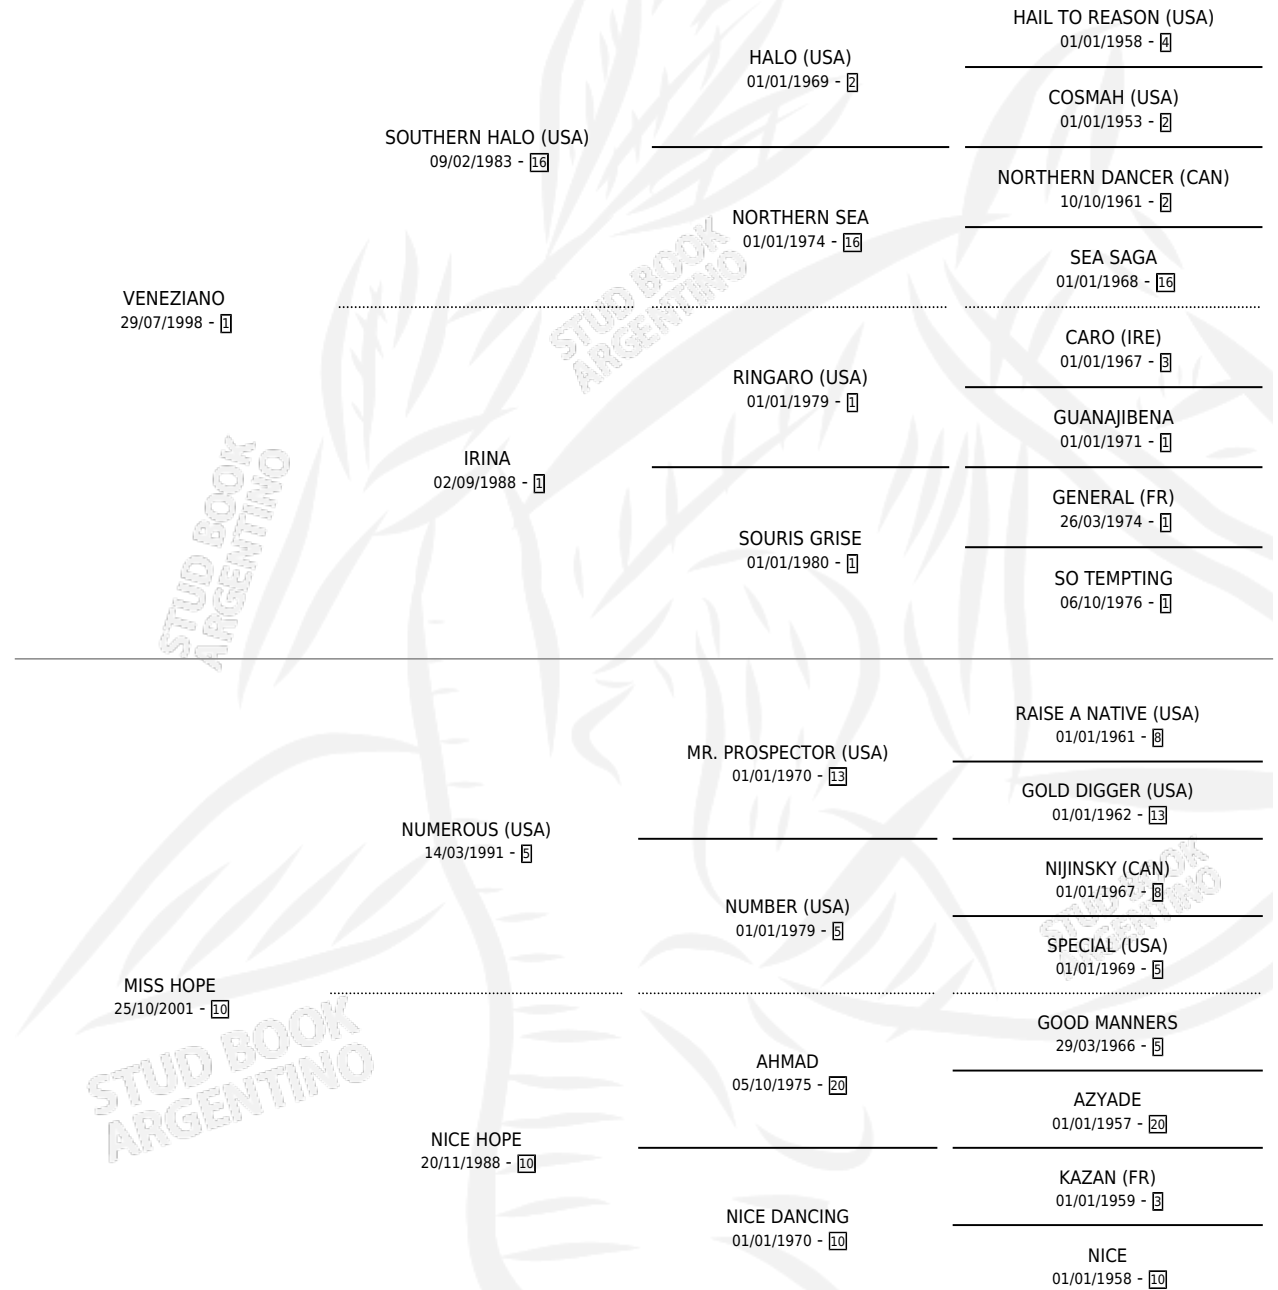 HAIL TO REASON (USA)
01/01/1958 - 4
HALO (USA)
01/01/1969 - 2
COSMAH (USA)
01/01/1953 - 2
SOUTHERN HALO (USA)
09/02/1983 - 16
NORTHERN DANCER (CAN)
10/10/1961 - 2
NORTHERN SEA
01/01/1974 - 16
SEA SAGA
01/01/1968 - 16
VENEZIANO
29/07/1998 - 1
STUD BOOK
ARGENTINO
CARO (IRE)
01/01/1967 - 3
RINGARO (USA)
01/01/1979 - 1
GUANAJIBENA
01/01/1971 - 1
IRINA
02/09/1988 - 1
GENERAL (FR)
26/03/1974 - 1
SOURIS GRISE
01/01/1980 - 1
SO TEMPTING
06/10/1976 - 1
STUD BOOK
ARGENTINO
RAISE A NATIVE (USA)
01/01/1961 - 8
MR. PROSPECTOR (USA)
01/01/1970 - 13
GOLD DIGGER (USA)
01/01/1962 - 13
NUMEROUS (USA)
14/03/1991 - 5
NIJINSKY (CAN)
01/01/1967 - 8
NUMBER (USA)
01/01/1979 - 5
STUD BOOK
ARGENTINO
SPECIAL (USA)
01/01/1969 - 5
MISS HOPE
25/10/2001 - 10
GOOD MANNERS
29/03/1966 - 5
STUD BOOK
ARGENTINO
AHMAD
05/10/1975 - 20
AZYADE
01/01/1957 - 20
NICE HOPE
20/11/1988 - 10
KAZAN (FR)
01/01/1959 - 3
NICE DANCING
01/01/1970 - 10
NICE
01/01/1958 - 10